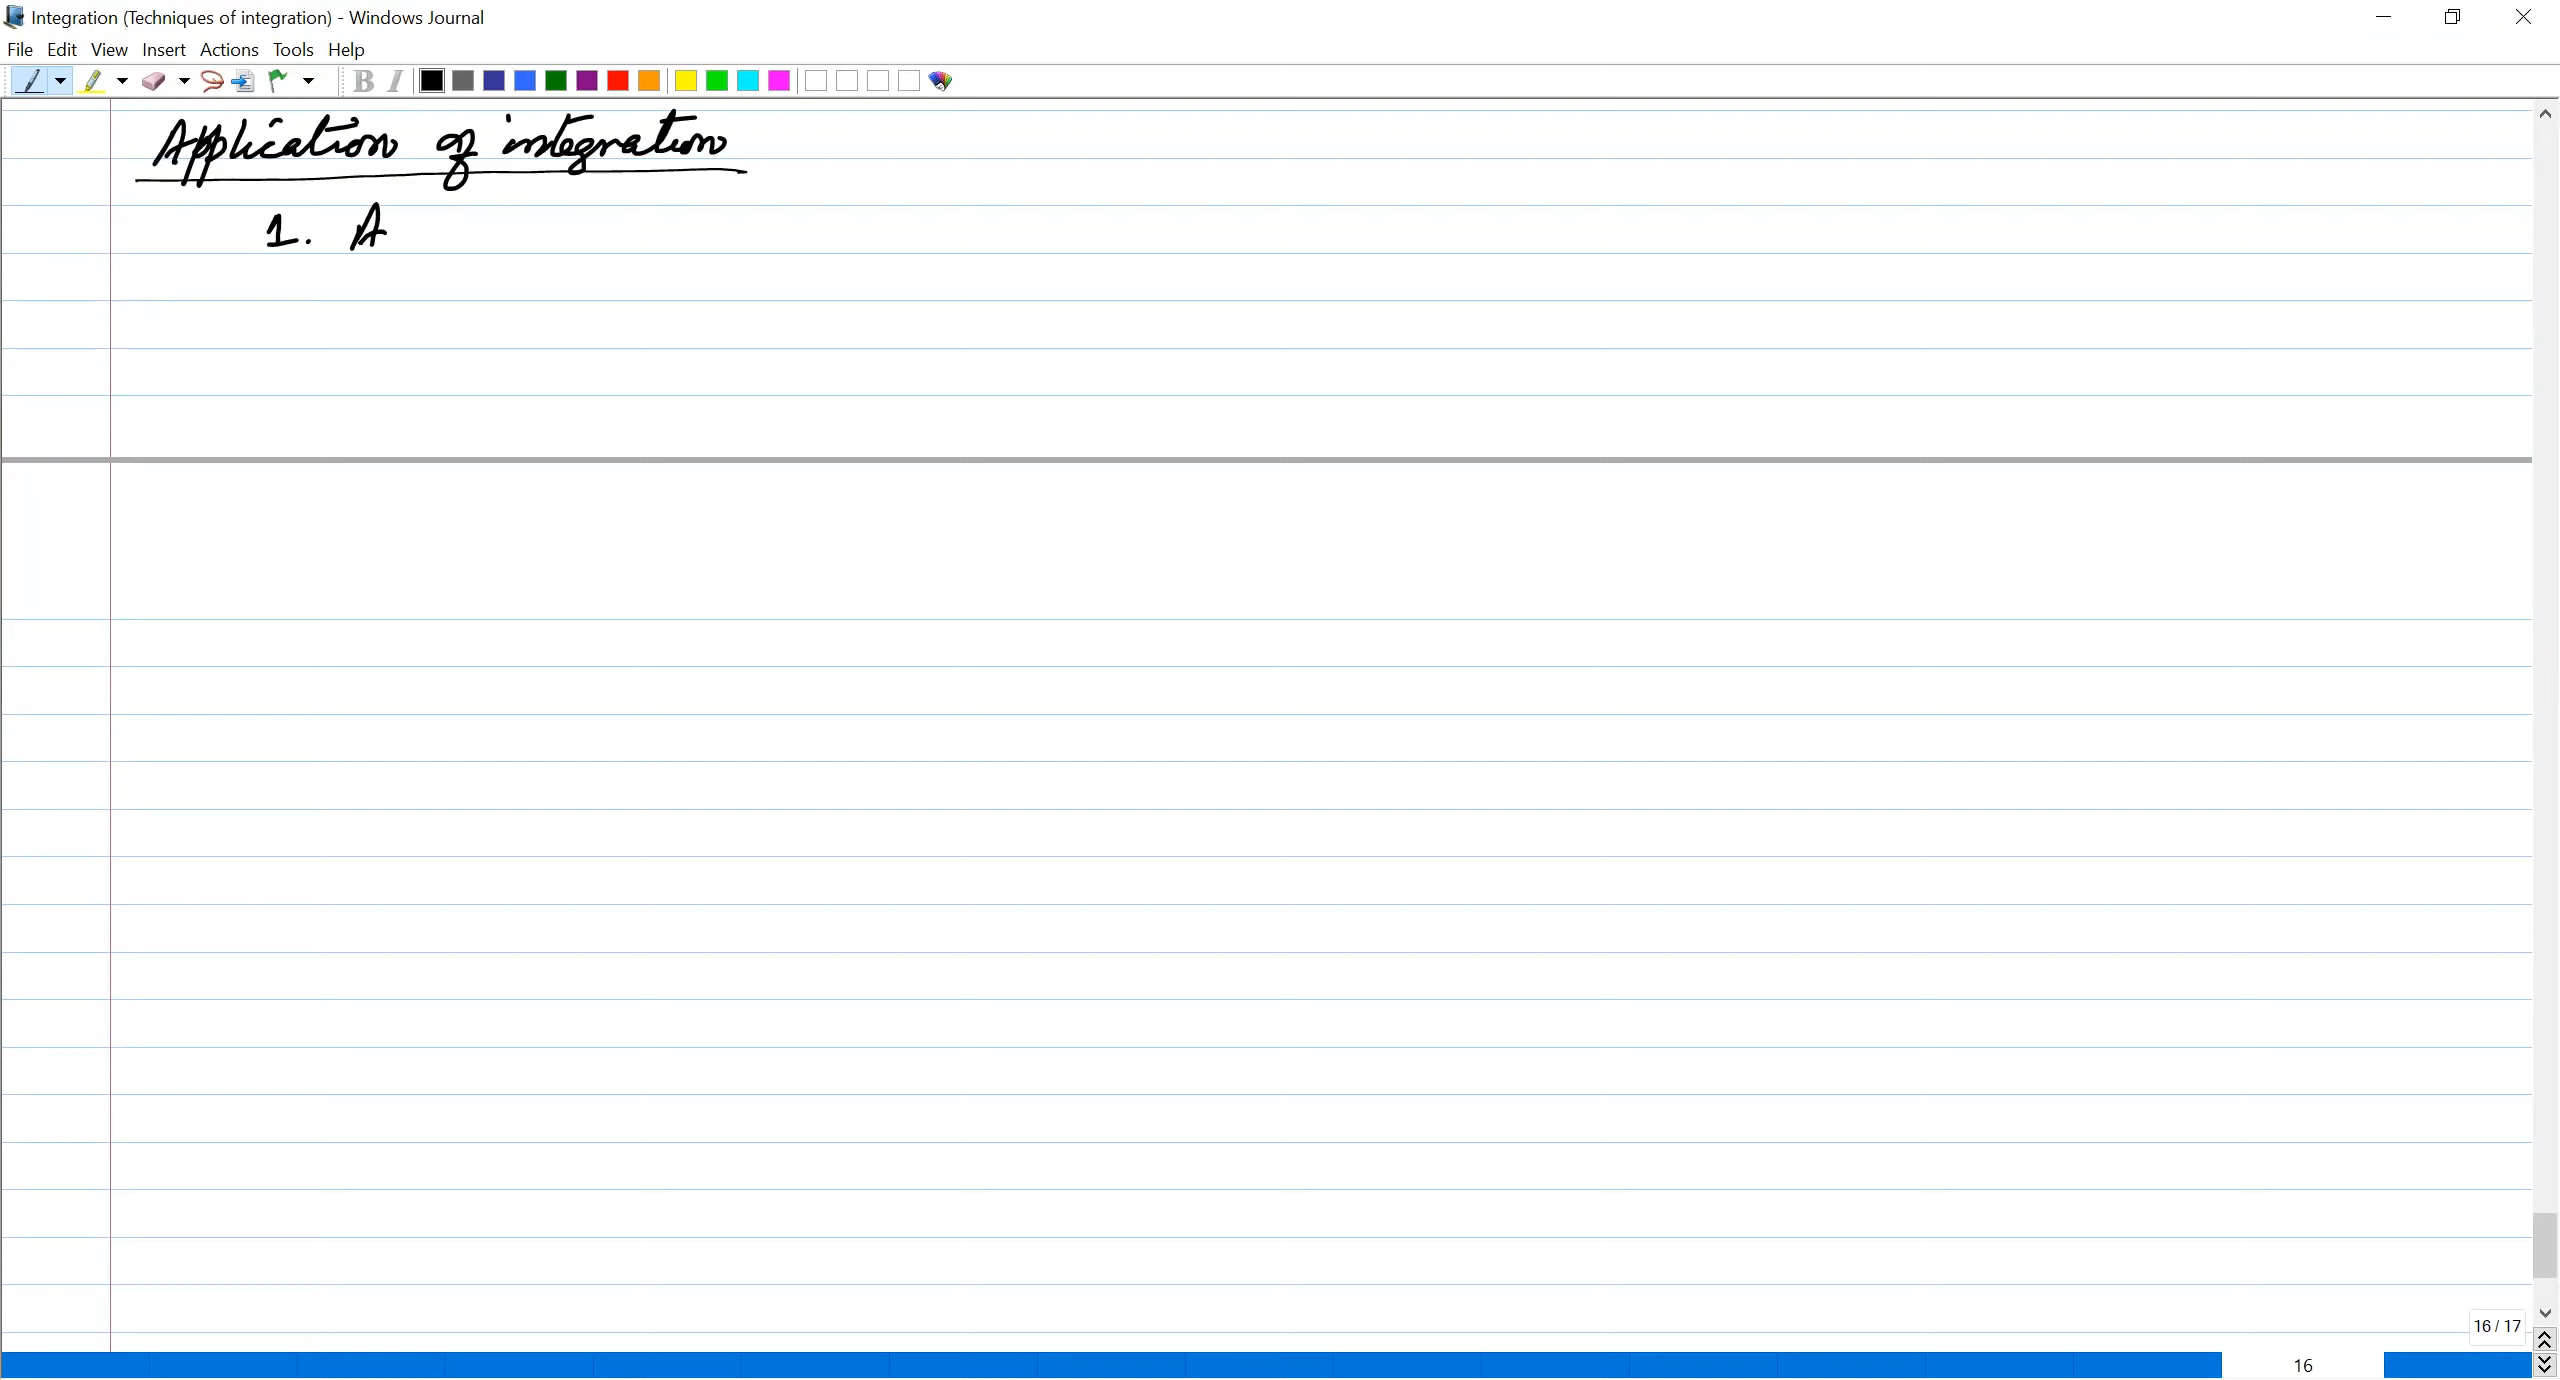 Integration (Techniques of integration) - Windows Journal
File Edit View Insert Actions Tools Help
B I
Application of integration
1. A
16 / 17
16